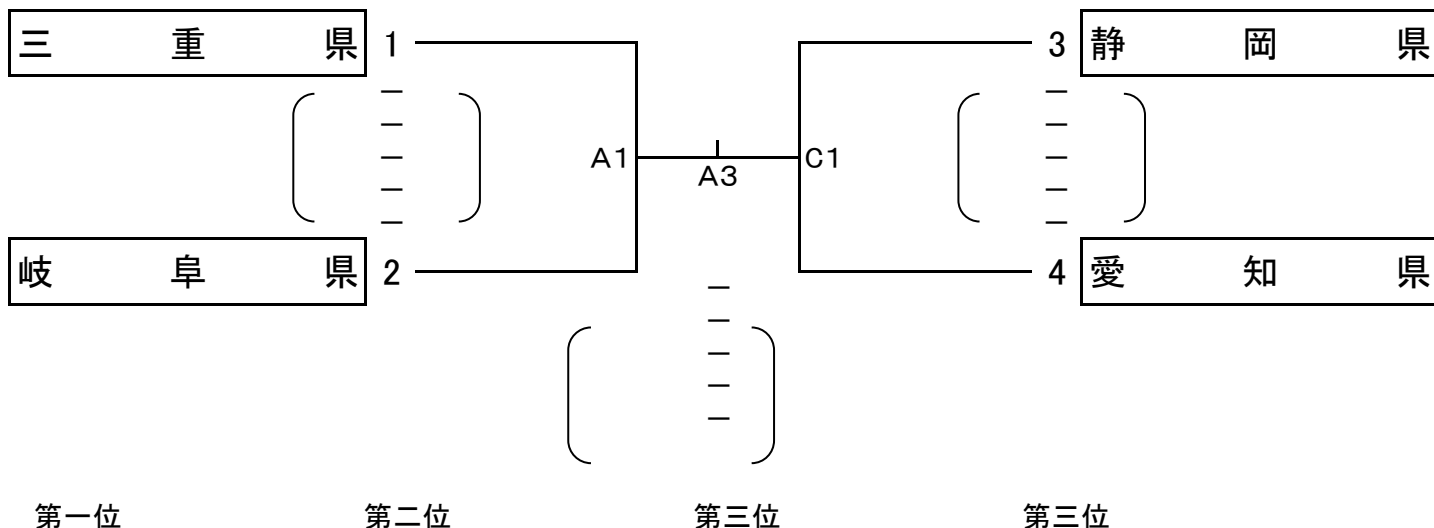 三重県 1 3 静岡県
—  —
—  —
A1 — A3 — C1
—  —
—  —
岐阜県 2 4 愛知県
—
—
—
—
—
第一位 第二位 第三位 第三位